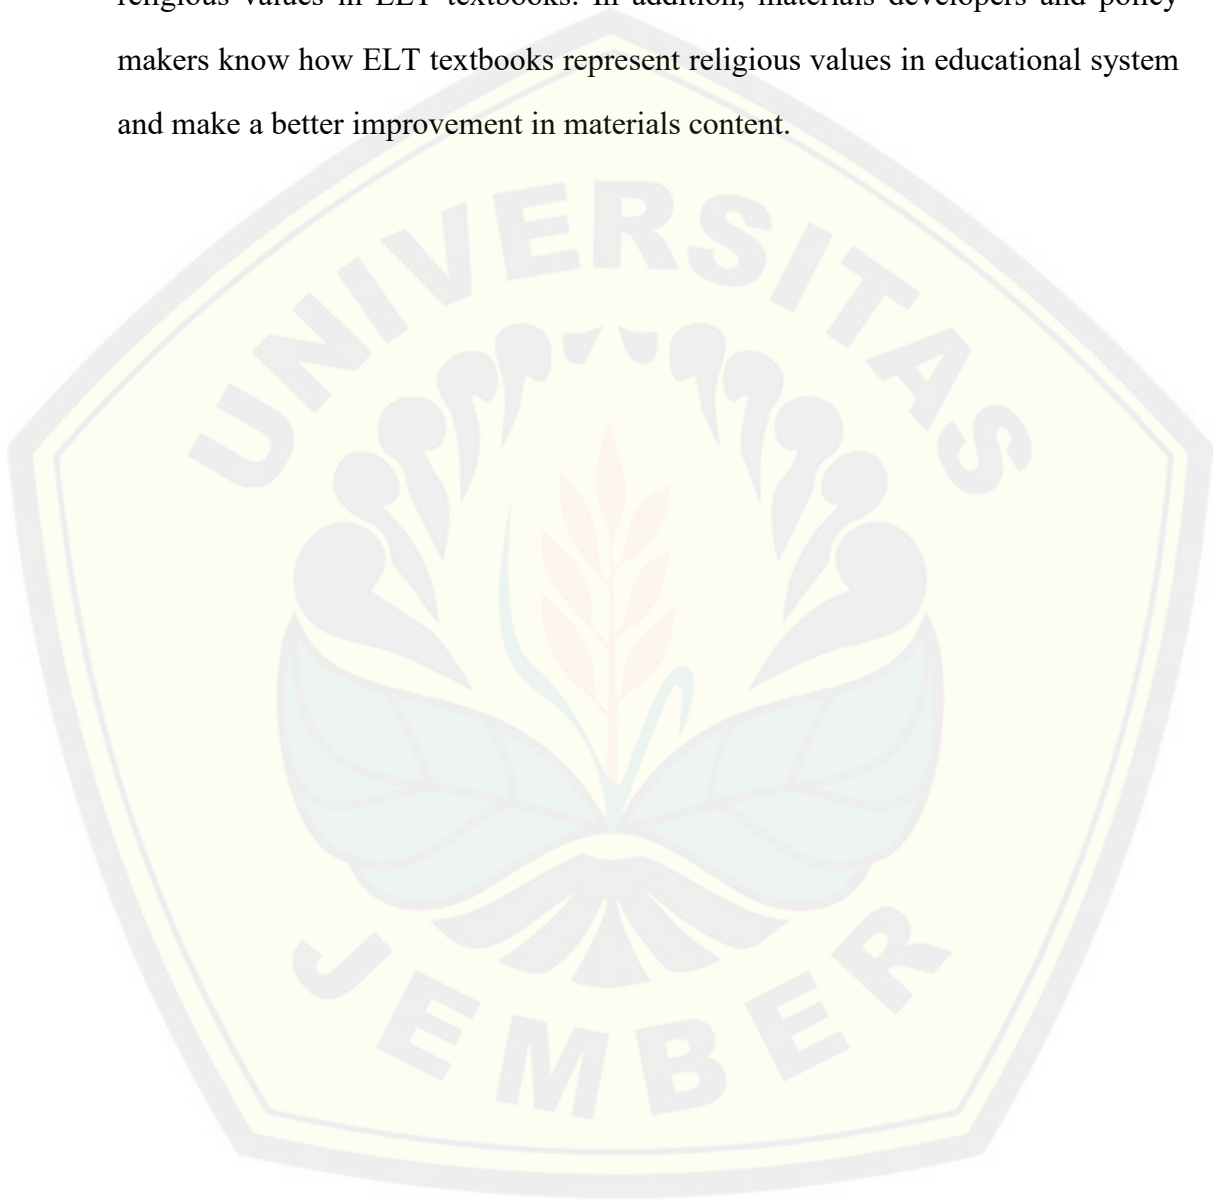 religious values in ELT textbooks. In addition, materials developers and policy
makers know how ELT textbooks represent religious values in educational system
and make a better improvement in materials content.
UNIVERSITAS
JEMBER